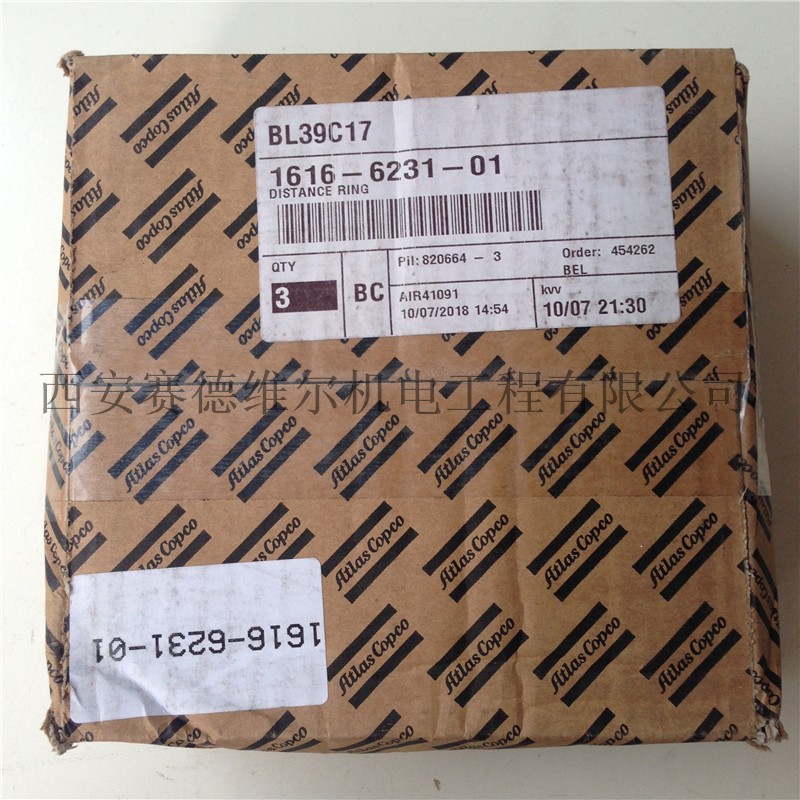 BL39C17
1616-6231-01
DISTANCE RING
QTY
3
BC
Pil: 820664 - 3
Order: 454262
BEL
AIR41091
10/07/2018 14:54
kvv
10/07 21:30
西安赛德维尔机电工程有限公司
Atlas Copco
1616-6231-01